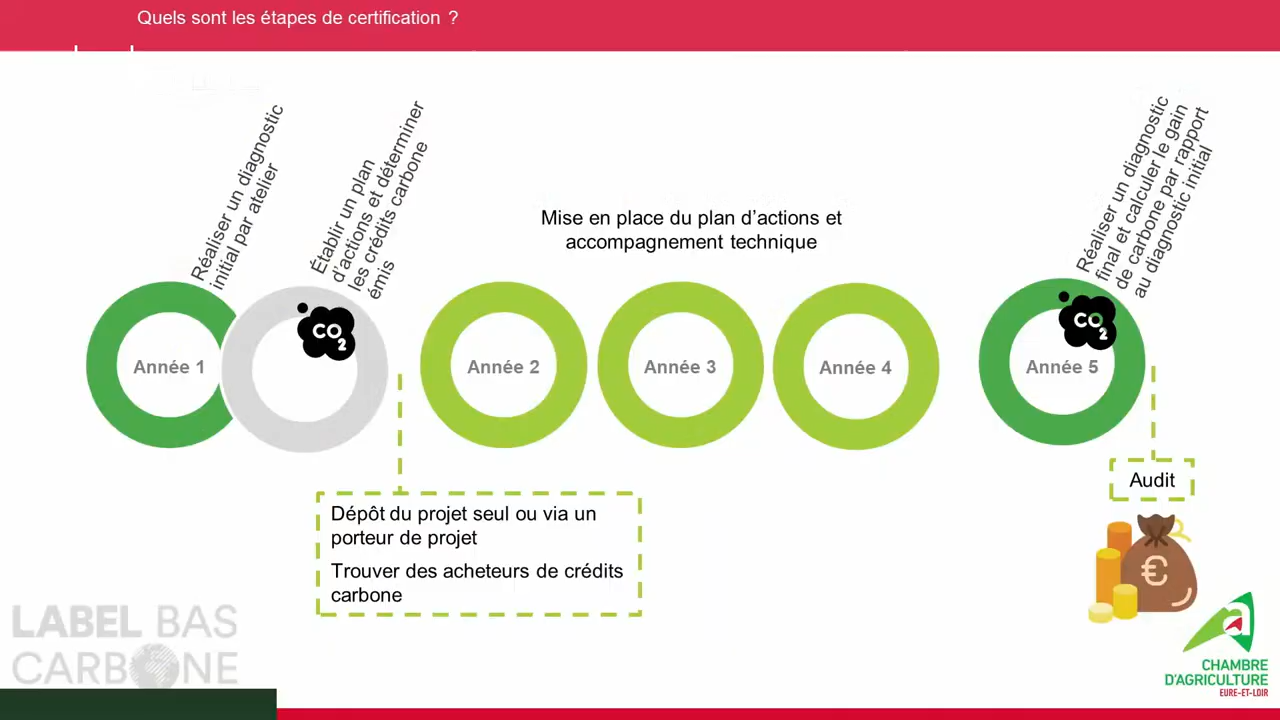 Quels sont les étapes de certification ?
Réaliser un diagnostic
initial par atelier
Établir un plan
d'actions et déterminer
les crédits carbone
émis
Mise en place du plan d'actions et
accompagnement technique
Réaliser un diagnostic
final et calculer le gain
de carbone par rapport
au diagnostic initial
CO2
CO2
Année 1
Année 2
Année 3
Année 4
Année 5
Dépôt du projet seul ou via un
porteur de projet
Trouver des acheteurs de crédits
carbone
Audit
€
LABEL BAS
CARBONE
a
CHAMBRE
D'AGRICULTURE
EURE-ET-LOIR